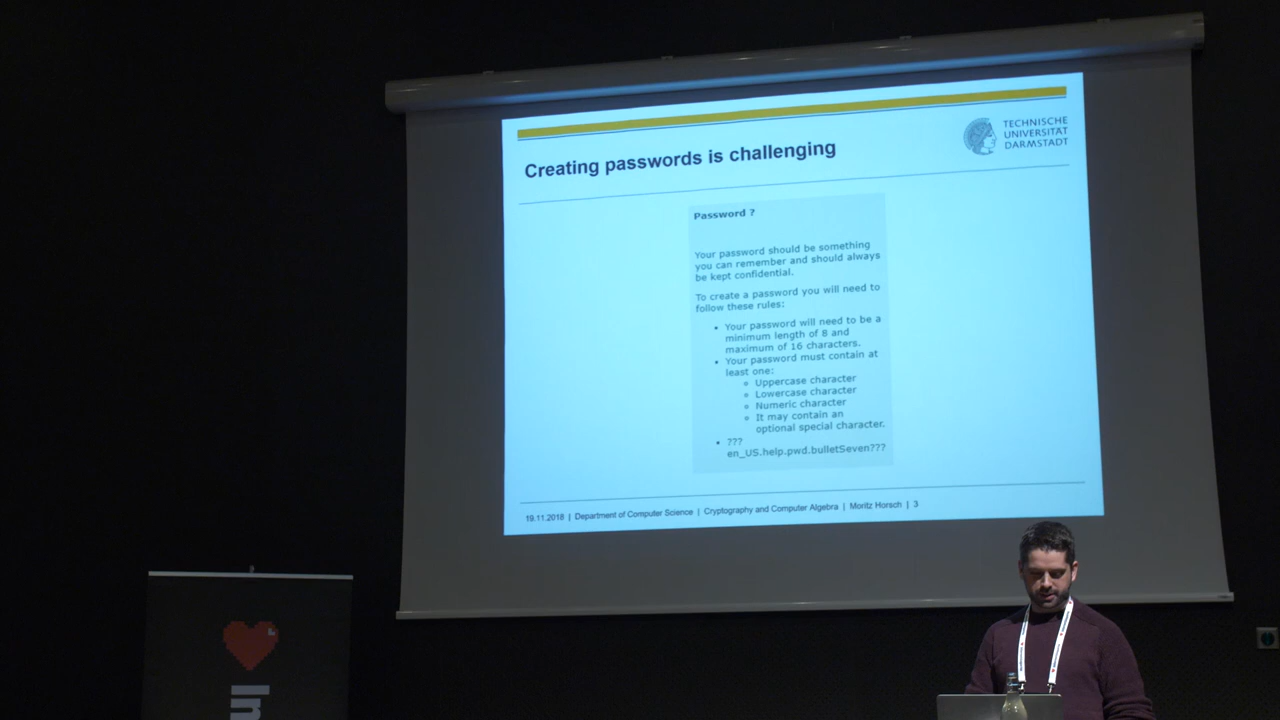 TECHNISCHE
UNIVERSITÄT
DARMSTADT
Creating passwords is challenging
Password ?
Your password should be something
you can remember and should always
be kept confidential.
To create a password you will need to
follow these rules:
• Your password will need to be a
minimum length of 8 and
maximum of 16 characters.
• Your password must contain at
least one:
Uppercase character
Lowercase character
Numeric character
It may contain an
optional special character.
• ???
en_US.help.pwd.bulletSeven???
19.11.2018 | Department of Computer Science | Cryptography and Computer Algebra | Moritz Horsch | 3
In